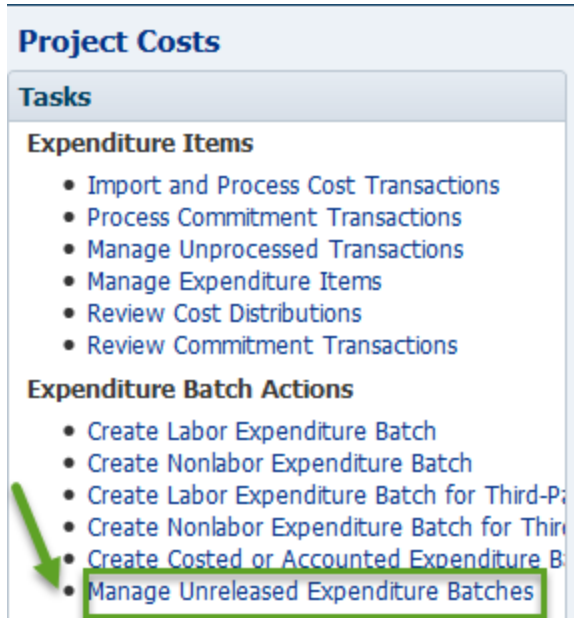 Project Costs
Tasks
Expenditure Items
Import and Process Cost Transactions
Process Commitment Transactions
Manage Unprocessed Transactions
Manage Expenditure Items
Review Cost Distributions
Review Commitment Transactions
Expenditure Batch Actions
Create Labor Expenditure Batch
Create Nonlabor Expenditure Batch
Create Labor Expenditure Batch for Third-Pa
Create Nonlabor Expenditure Batch for Thir
Create Costed or Accounted Expenditure B
Manage Unreleased Expenditure Batches